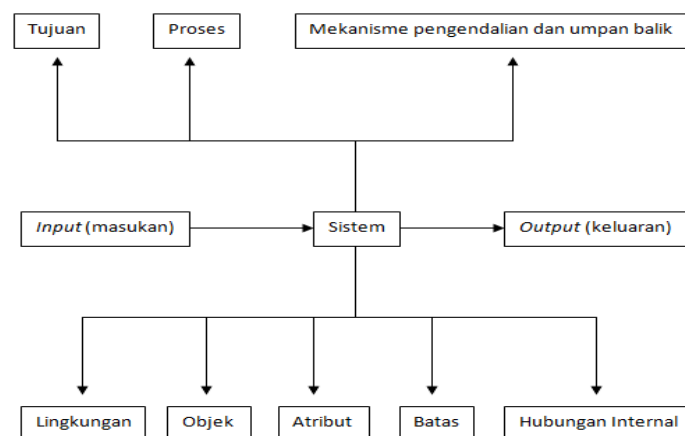 Tujuan
Proses
Mekanisme pengendalian dan umpan balik
Input (masukan)
Sistem
Output (keluaran)
Lingkungan
Objek
Atribut
Batas
Hubungan Internal